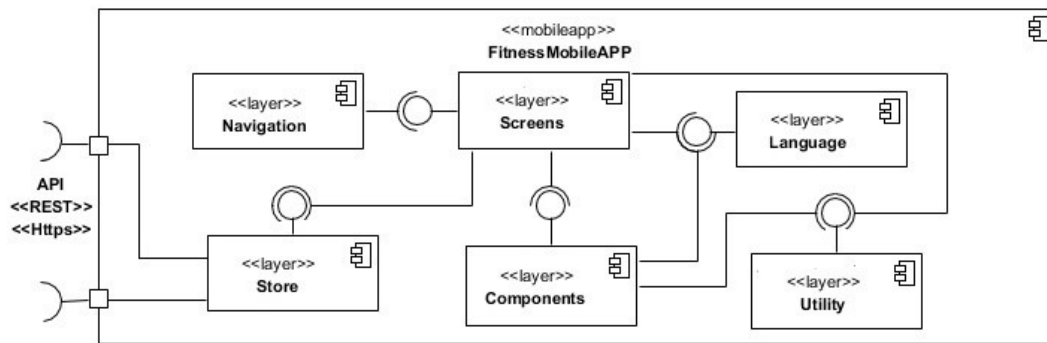 <<mobileapp>>
FitnessMobileAPP
<<layer>>
Navigation
<<layer>>
Screens
<<layer>>
Language
API
<<REST>>
<<Https>>
<<layer>>
Store
<<layer>>
Components
<<layer>>
Utility